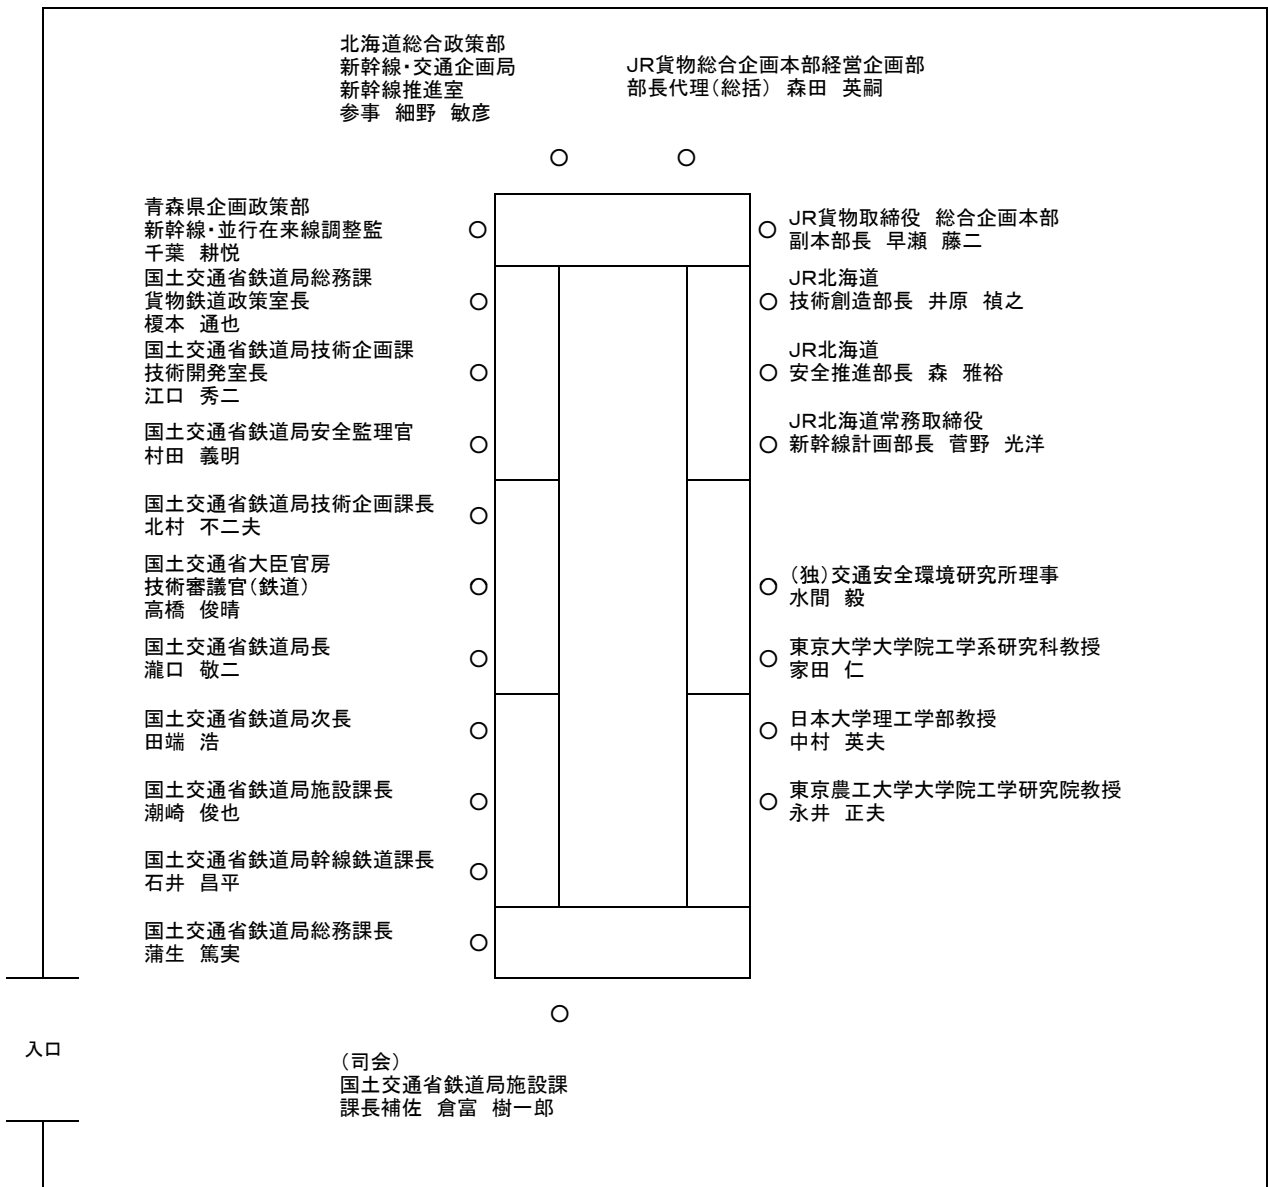 北海道総合政策部
新幹線・交通企画局
新幹線推進室
参事　細野　敏彦
JR貨物総合企画本部経営企画部
部長代理（総括）　森田　英嗣
青森県企画政策部
新幹線・並行在来線調整監
千葉　耕悦
国土交通省鉄道局総務課
貨物鉄道政策室長
榎本　通也
国土交通省鉄道局技術企画課
技術開発室長
江口　秀二
国土交通省鉄道局安全監理官
村田　義明
国土交通省鉄道局技術企画課長
北村　不二夫
国土交通省大臣官房
技術審議官（鉄道）
高橋　俊晴
国土交通省鉄道局長
瀧口　敬二
国土交通省鉄道局次長
田端　浩
国土交通省鉄道局施設課長
潮崎　俊也
国土交通省鉄道局幹線鉄道課長
石井　昌平
国土交通省鉄道局総務課長
蒲生　篤実
JR貨物取締役　総合企画本部
副本部長　早瀬　藤二
JR北海道
技術創造部長　井原　禎之
JR北海道
安全推進部長　森　雅裕
JR北海道常務取締役
新幹線計画部長　菅野　光洋
（独）交通安全環境研究所理事
水間　毅
東京大学大学院工学系研究科教授
家田　仁
日本大学理工学部教授
中村　英夫
東京農工大学大学院工学研究院教授
永井　正夫
入口
（司会）
国土交通省鉄道局施設課
課長補佐　倉富　樹一郎